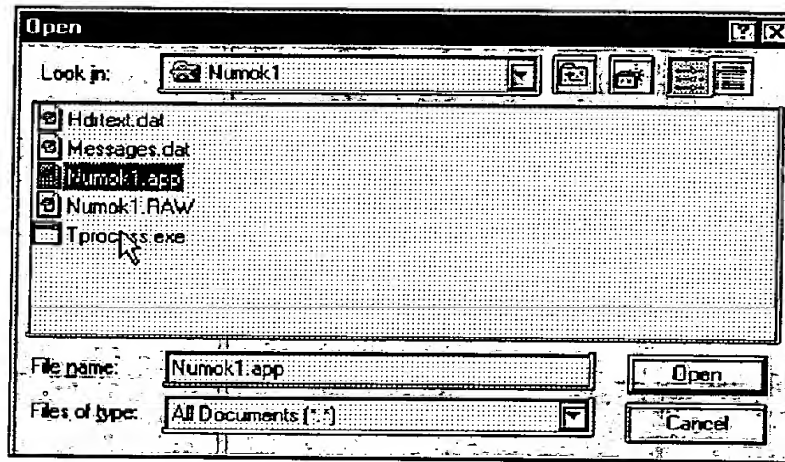 Open
Look in: Numok1
Hdrtext.dat
Messages.dat
Numok1.app
Numok1.RAW
Tprocess.exe
File name: Numok1.app Open
Files of type: All Documents (*.*) Cancel